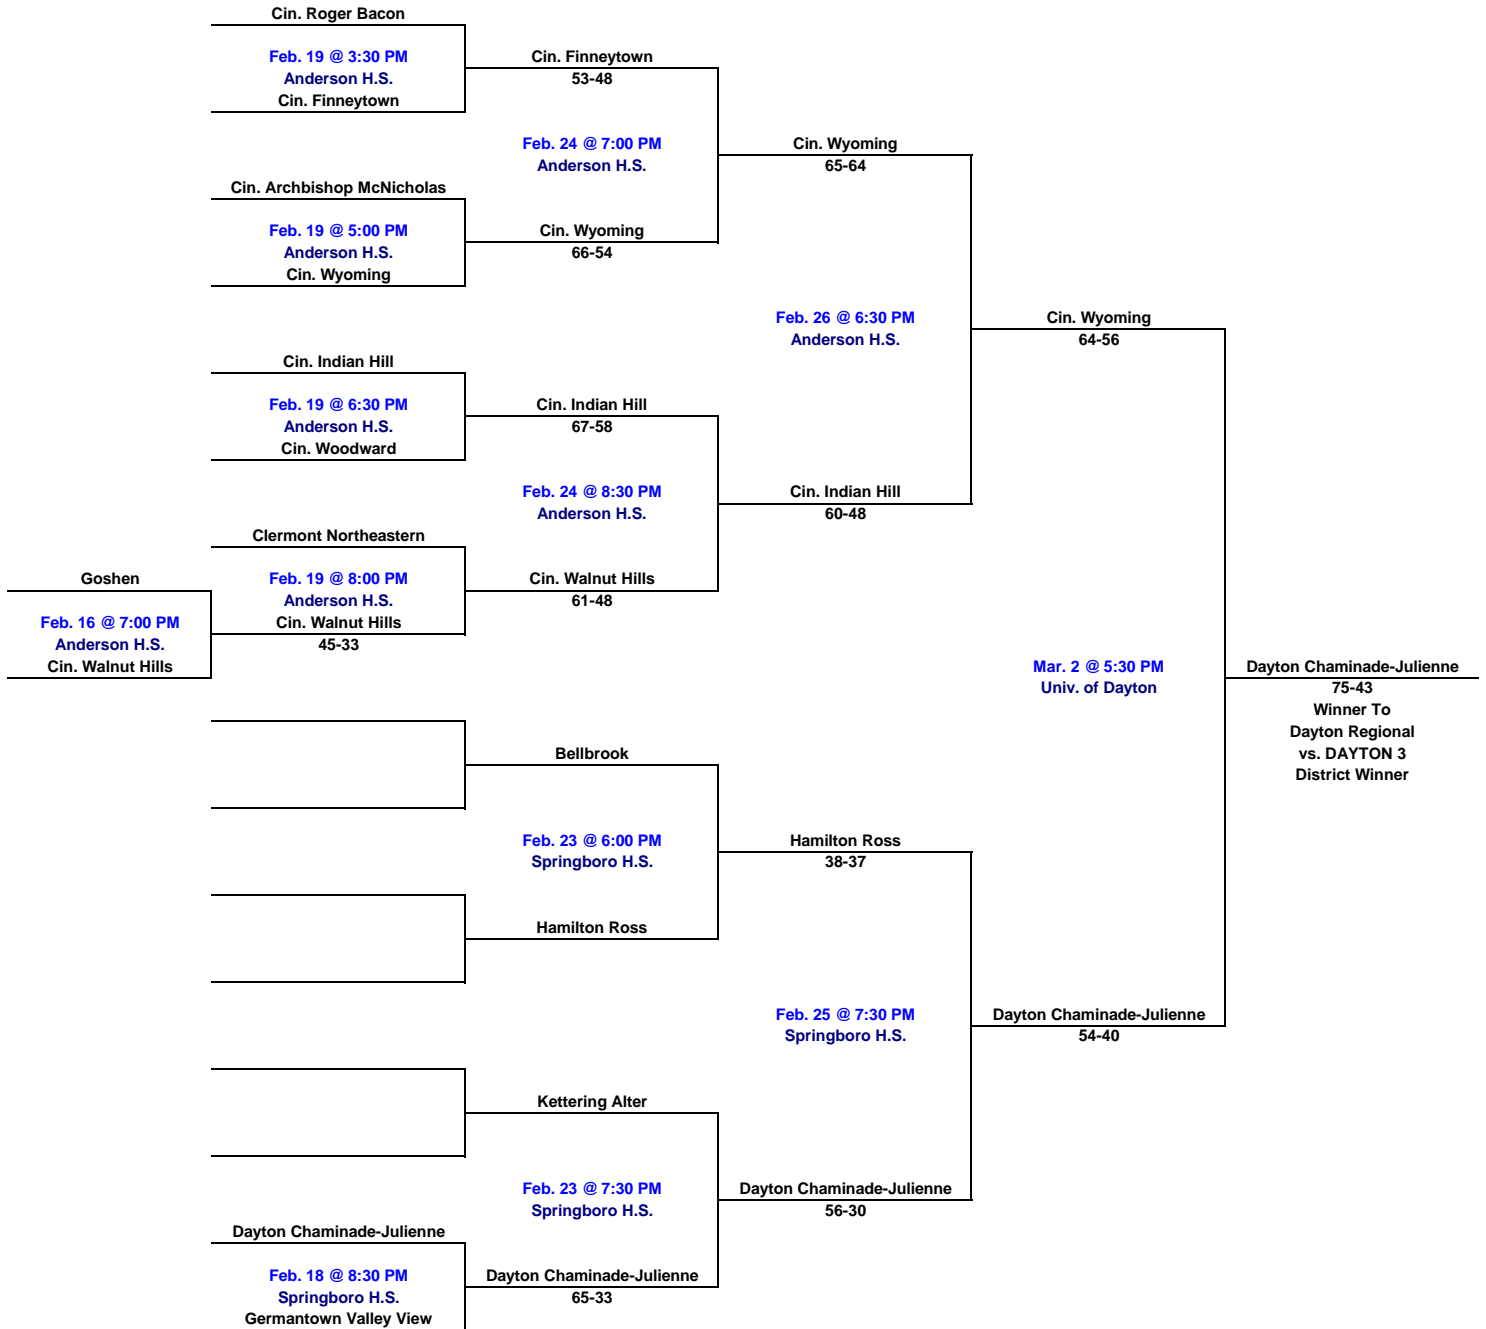 Cin. Roger Bacon
Feb. 19 @ 3:30 PM
Anderson H.S.
Cin. Finneytown
Cin. Finneytown
53-48
Feb. 24 @ 7:00 PM
Anderson H.S.
Cin. Wyoming
65-64
Cin. Archbishop McNicholas
Feb. 19 @ 5:00 PM
Anderson H.S.
Cin. Wyoming
Cin. Wyoming
66-54
Feb. 26 @ 6:30 PM
Anderson H.S.
Cin. Wyoming
64-56
Cin. Indian Hill
Feb. 19 @ 6:30 PM
Anderson H.S.
Cin. Woodward
Cin. Indian Hill
67-58
Feb. 24 @ 8:30 PM
Anderson H.S.
Cin. Indian Hill
60-48
Clermont Northeastern
Feb. 19 @ 8:00 PM
Anderson H.S.
Cin. Walnut Hills
45-33
Cin. Walnut Hills
61-48
Goshen
Feb. 16 @ 7:00 PM
Anderson H.S.
Cin. Walnut Hills
Mar. 2 @ 5:30 PM
Univ. of Dayton
Dayton Chaminade-Julienne
75-43
Winner To
Dayton Regional
vs. DAYTON 3
District Winner
Bellbrook
Feb. 23 @ 6:00 PM
Springboro H.S.
Hamilton Ross
38-37
Hamilton Ross
Feb. 25 @ 7:30 PM
Springboro H.S.
Dayton Chaminade-Julienne
54-40
Kettering Alter
Feb. 23 @ 7:30 PM
Springboro H.S.
Dayton Chaminade-Julienne
56-30
Dayton Chaminade-Julienne
Feb. 18 @ 8:30 PM
Springboro H.S.
Germantown Valley View
Dayton Chaminade-Julienne
65-33